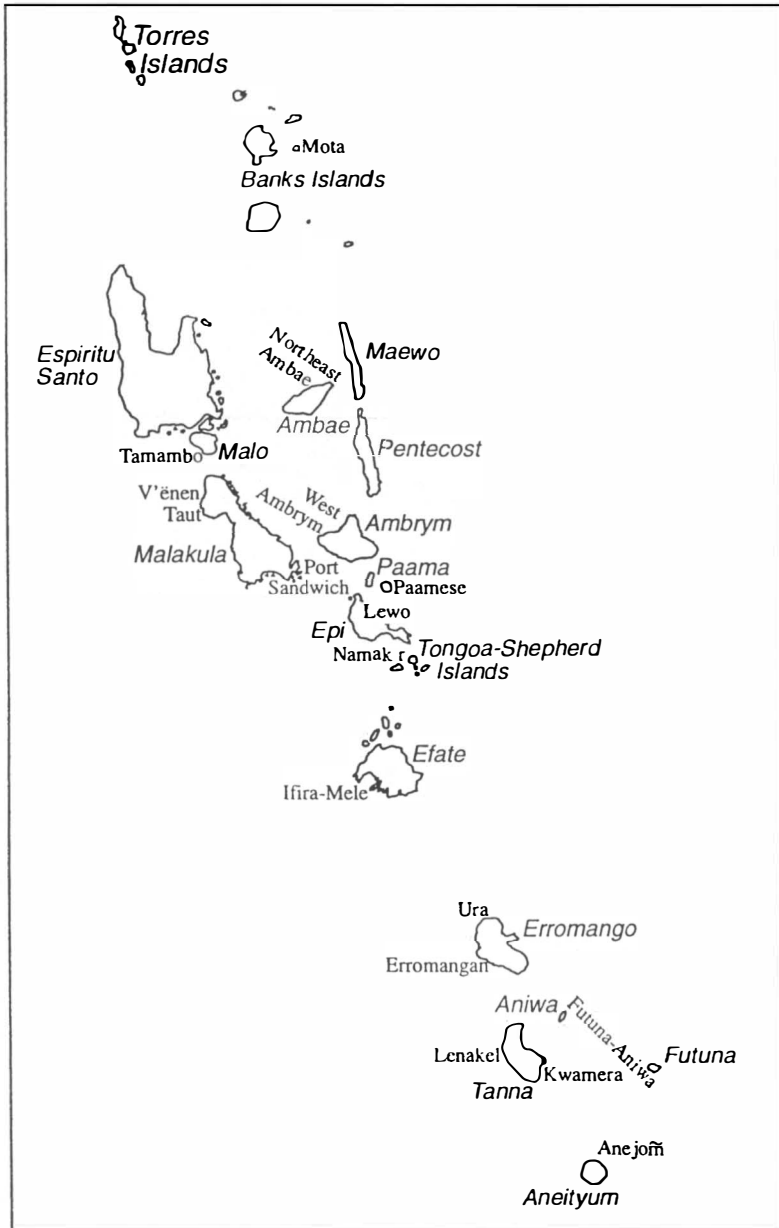 Torres
Islands
Mota
Banks Islands
Espiritu
Santo
Northeast
Ambae
Maewo
Ambae
Tamambo
Malo
Pentecost
V'ënen
Taut
West
Ambrym
Ambrym
Malakula
Port
Sandwich
Paama
Paamese
Lewo
Epi
Namakir
Tongoa-Shepherd
Islands
Efate
Ifira-Mele
Ura
Erromango
Erromangan
Aniwa
Futuna-Aniwa
Futuna
Lenakel
Kwamera
Tanna
Anejom̃
Aneityum